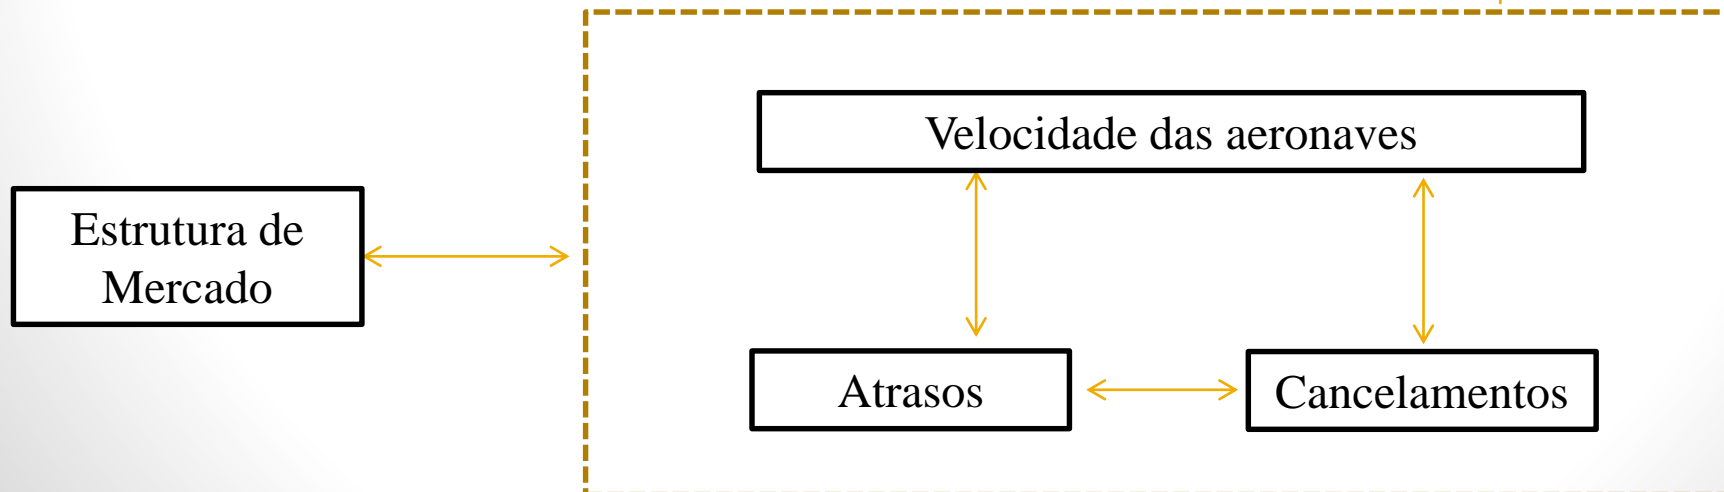 Velocidade das aeronaves
Estrutura de
Mercado
Atrasos
Cancelamentos